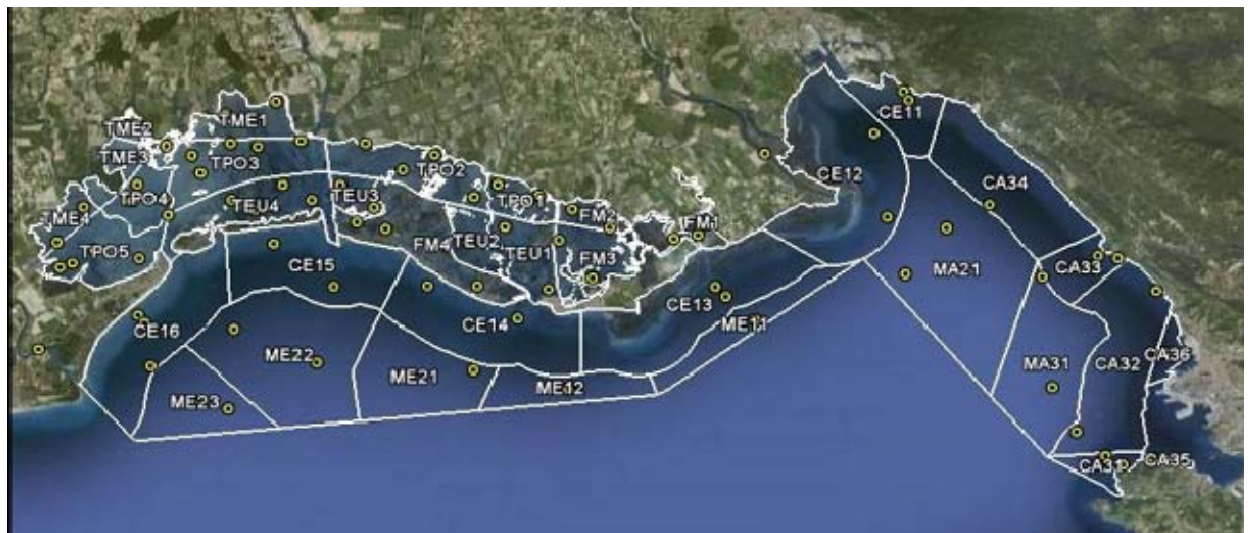 TME2
TME1
TME3
TPO3
TPO4
TME4
TEU4
TPO5
TEU3
TPO2
TPO1
FM2
FM1
FM4
TEU2
TEU1
FM3
CE11
CE12
CA34
CE15
CE16
CE14
CE13
MA21
CA33
ME11
ME22
ME21
ME12
ME23
MA31
CA32
CA36
CA31
CA35